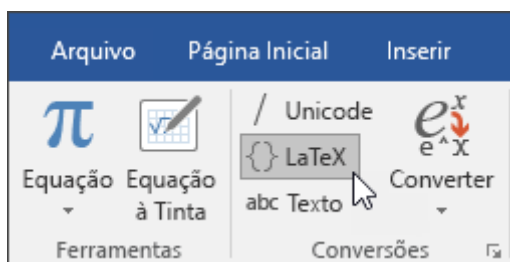 Arquivo Página Inicial Inserir
π √x / Unicode e^x
{} LaTeX e^x
Equação Equação abc Texto Converter
à Tinta
Ferramentas Conversões